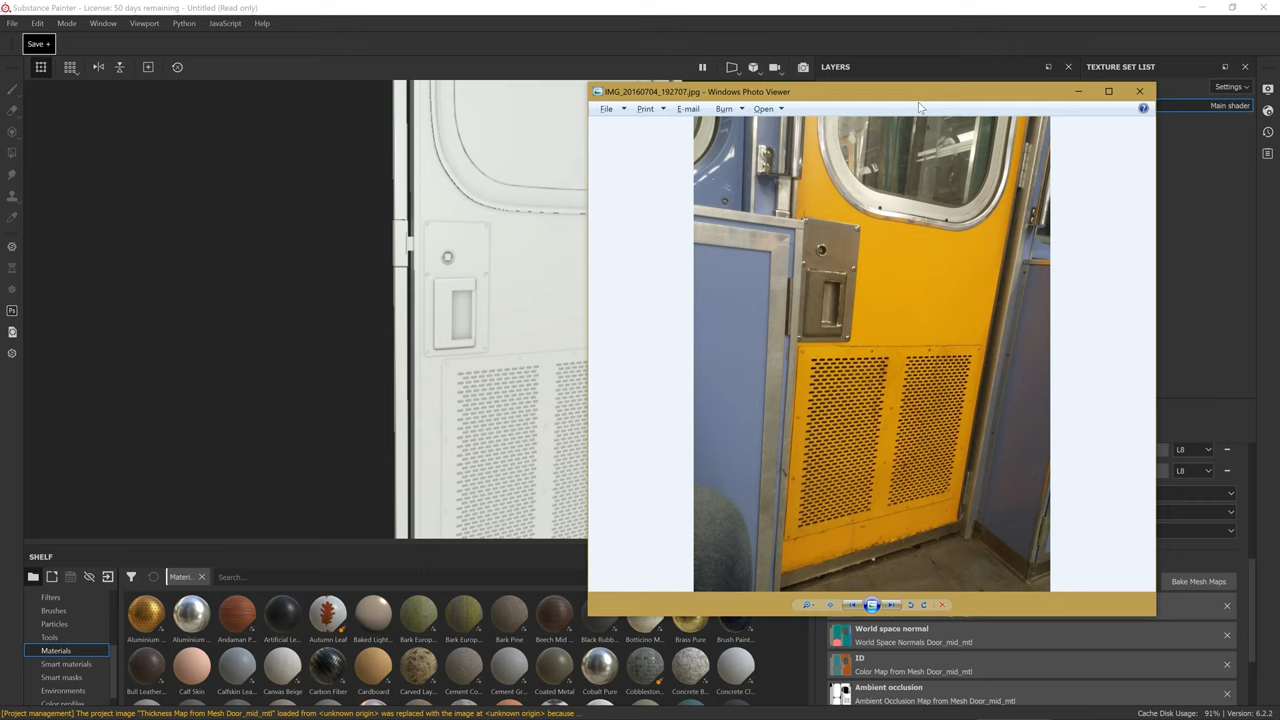 Substance Painter - License: 50 days remaining - Untitled (Read only)
File Edit Mode Window Viewport Python JavaScript Help
Save +
LAYERS
TEXTURE SET LIST
Settings
Main shader
IMG_20160704_192707.jpg - Windows Photo Viewer
File Print E-mail Burn Open
Ps
L8
L8
SHELF
Materi...
Search...
Bake Mesh Maps
Filters
Brushes
Particles
Tools
Materials
Smart materials
Smart masks
Environments
Aluminium ... Aluminium ... Andaman P... Artificial Le... Autumn Leaf Baked Light... Bark Europ... Bark Europ... Bark Pine Beech Mid ... Black Rubb... Botticino M... Brass Pure Brush Paint...
Bull Leather... Calf Skin Calfskin Lea... Canvas Beige Carbon Fiber Cardboard Carved Lay... Cement Co... Cement Gr... Coated Metal Cobalt Pure Cobbleston... Concrete B... Concrete Cl...
World space normal
World Space Normals Door_mid_mtl
ID
Color Map from Mesh Door_mid_mtl
Ambient occlusion
Ambient Occlusion Map from Mesh Door_mid_mtl
[Project management] The project image "Thickness Map from Mesh Door_mid_mtl" loaded from <unknown origin> was replaced with the image at <unknown origin> because ...
Cache Disk Usage: 91% | Version: 6.2.2